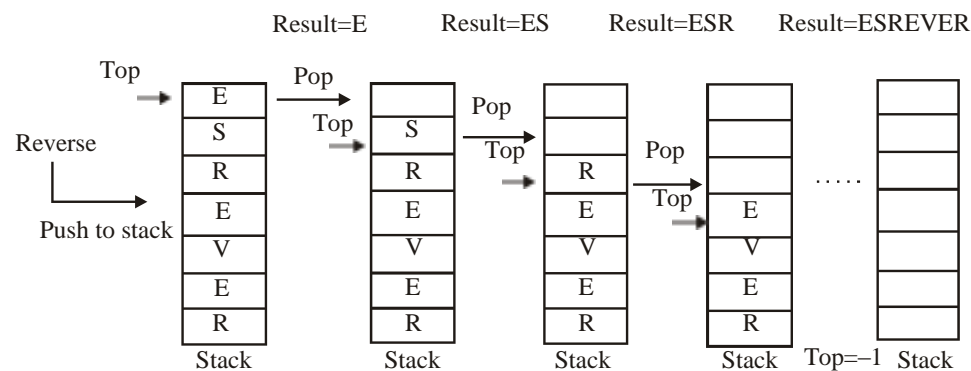 Result=E Result=ES Result=ESR Result=ESREVER
Top Pop
E
Pop
Top S S
Reverse Top Pop
R R R
Top
E E E E
Push to stack
V V V V
E E E E
R R R R
Stack Stack Stack Stack Top=–1 Stack
.....